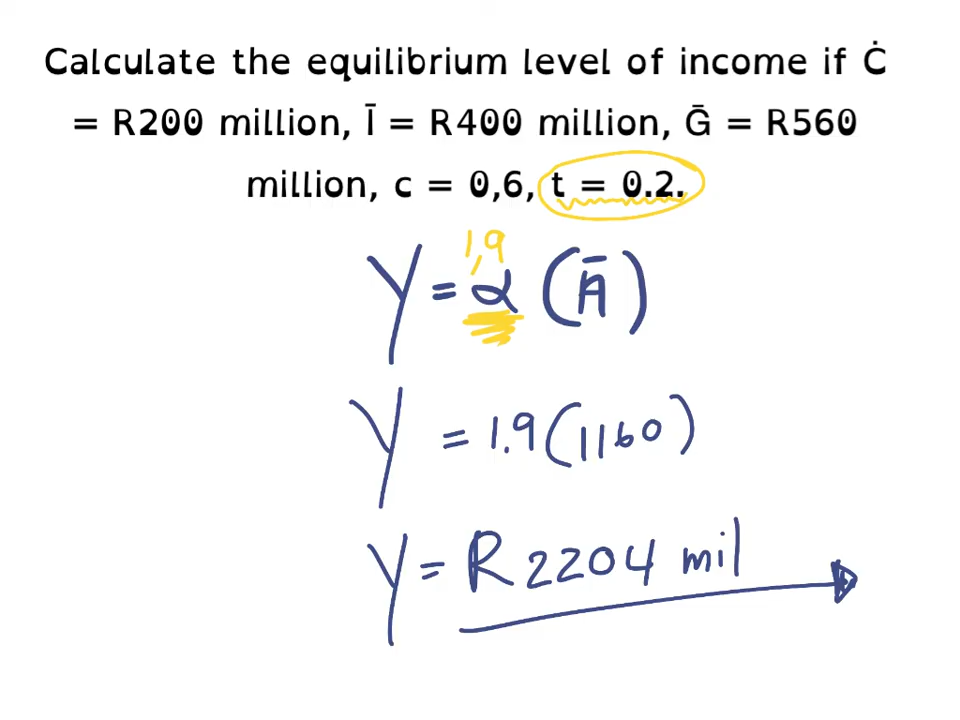 Calculate the equilibrium level of income if Ċ
= R200 million, Ī = R400 million, Ḡ = R560
million, c = 0,6, t = 0.2.
1,9
Y = α (Ā)
Y = 1.9(1160)
Y = R2204 mil